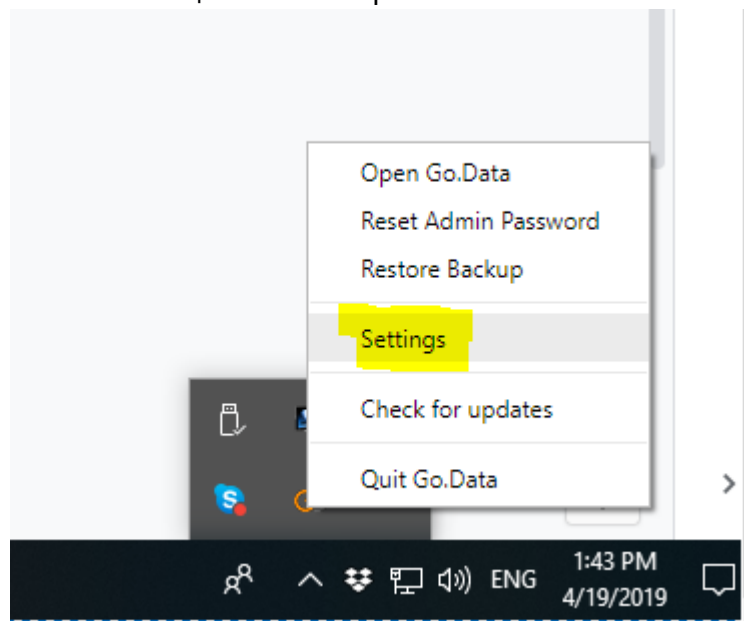 Open Go.Data
Reset Admin Password
Restore Backup
Settings
Check for updates
Quit Go.Data
ENG
1:43 PM
4/19/2019